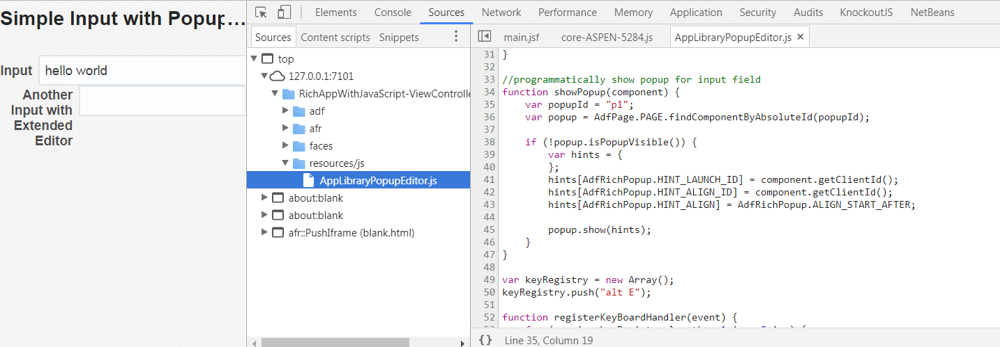 Simple Input with Popup...
Input
hello world
Another
Input with
Extended
Editor
Elements Console Sources Network Performance Memory Application Security Audits KnockoutJS NetBeans
Sources Content scripts Snippets
top
127.0.0.1:7101
RichAppWithJavaScript-ViewControlle
adf
afr
faces
resources/js
AppLibraryPopupEditor.js
about:blank
about:blank
afr::PushIframe (blank.html)
main.jsf core-ASPEN-5284.js AppLibraryPopupEditor.js ×
31 }
32
33 //programmatically show popup for input field
34 function showPopup(component) {
35     var popupId = "p1";
36     var popup = AdfPage.PAGE.findComponentByAbsoluteId(popupId);
37
38     if (!popup.isPopupVisible()) {
39         var hints = {
40         };
41         hints[AdfRichPopup.HINT_LAUNCH_ID] = component.getClientId();
42         hints[AdfRichPopup.HINT_ALIGN_ID] = component.getClientId();
43         hints[AdfRichPopup.HINT_ALIGN] = AdfRichPopup.ALIGN_START_AFTER;
44
45         popup.show(hints);
46     }
47 }
48
49 var keyRegistry = new Array();
50 keyRegistry.push("alt E");
51
52 function registerKeyBoardHandler(event) {
{} Line 35, Column 19